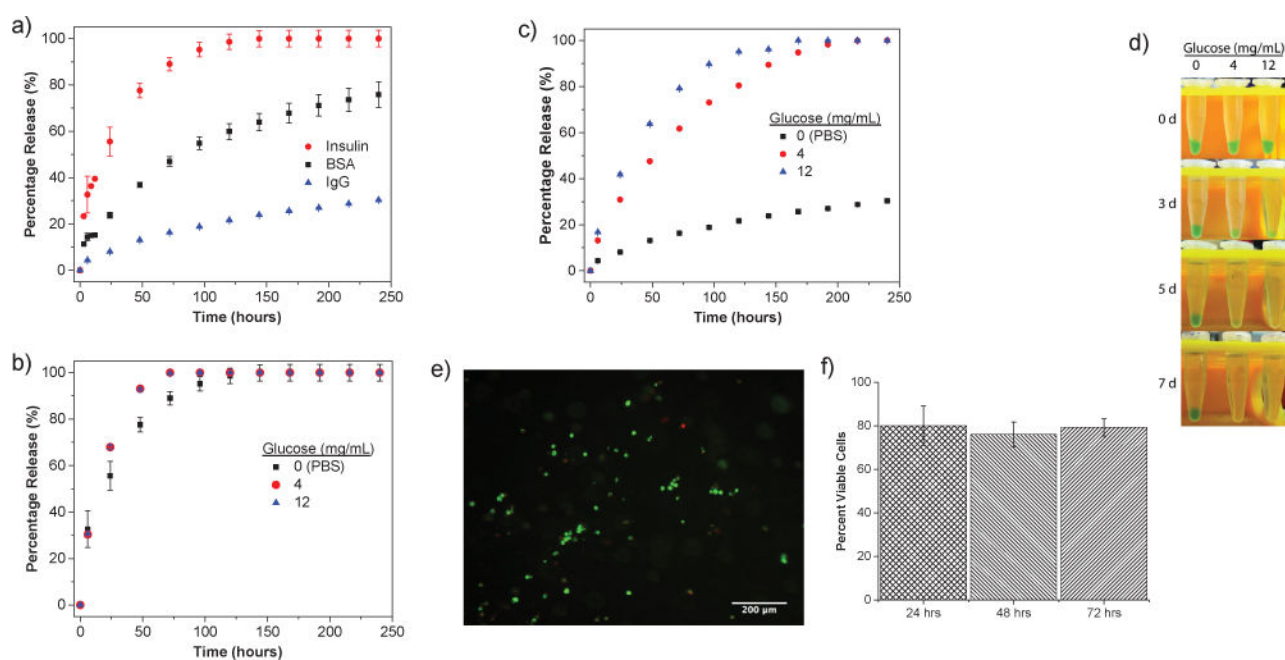 a)
Percentage Release (%)
100
80
60
40
20
0
Insulin
BSA
IgG
0 50 100 150 200 250
Time (hours)
b)
Percentage Release (%)
100
80
60
40
20
0
Glucose (mg/mL)
0 (PBS)
4
12
0 50 100 150 200 250
Time (hours)
c)
Percentage Release (%)
100
80
60
40
20
0
Glucose (mg/mL)
0 (PBS)
4
12
0 50 100 150 200 250
Time (hours)
d)
Glucose (mg/mL)
0 4 12
0 d
3 d
5 d
7 d
e)
200 µm
f)
Percent Viable Cells
100
80
60
40
20
0
24 hrs 48 hrs 72 hrs